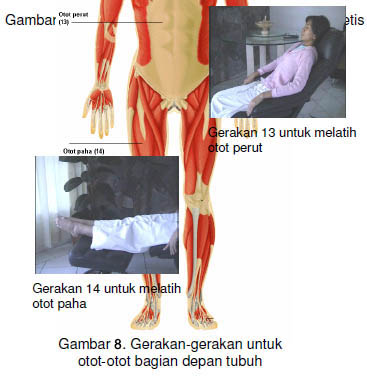 Gambar
etis
Otot perut
(13)
Gerakan 13 untuk melatih
otot perut
Otot paha (14)
Gerakan 14 untuk melatih
otot paha
Gambar 8. Gerakan-gerakan untuk
otot-otot bagian depan tubuh